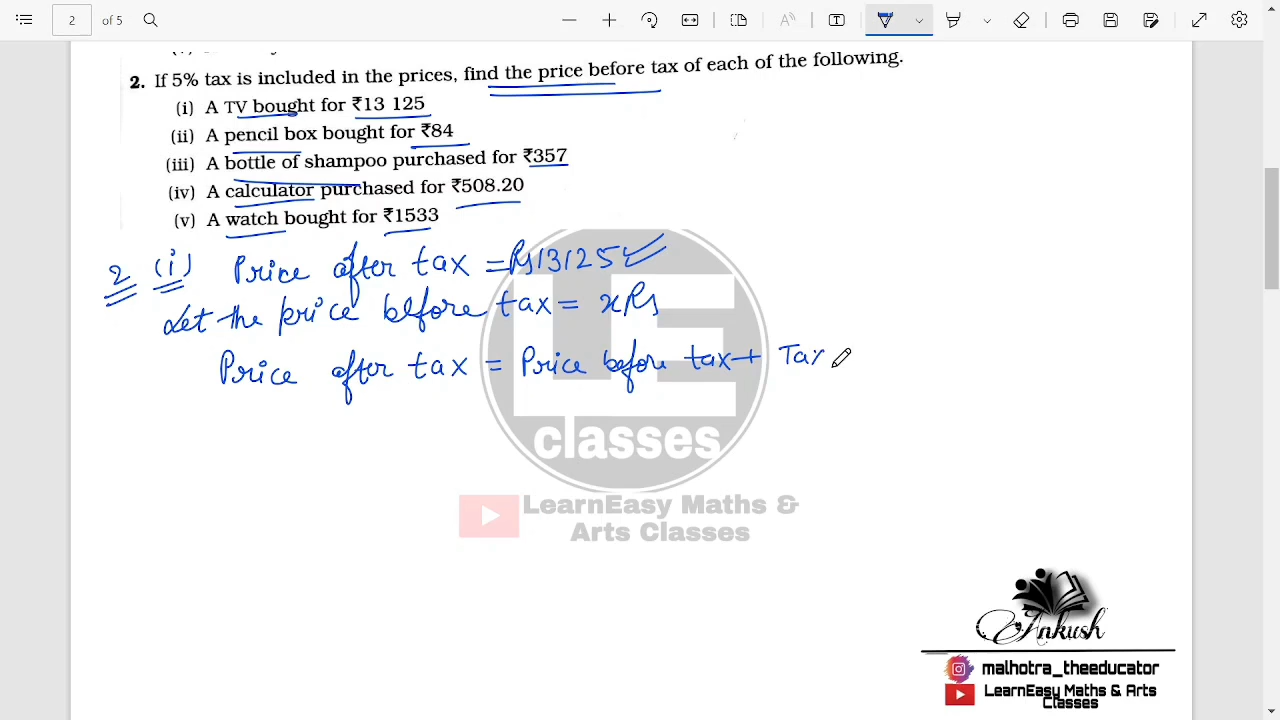 2
of 5
2. If 5% tax is included in the prices, find the price before tax of each of the following.
(i) A TV bought for ₹13 125
(ii) A pencil box bought for ₹84
(iii) A bottle of shampoo purchased for ₹357
(iv) A calculator purchased for ₹508.20
(v) A watch bought for ₹1533
2 (i) Price after tax = Rs 13125
Let the price before tax = x Rs
Price after tax = Price before tax + Tax
LE
classes
LearnEasy Maths &
Arts Classes
Ankush
malhotra_theeducator
LearnEasy Maths & Arts
Classes